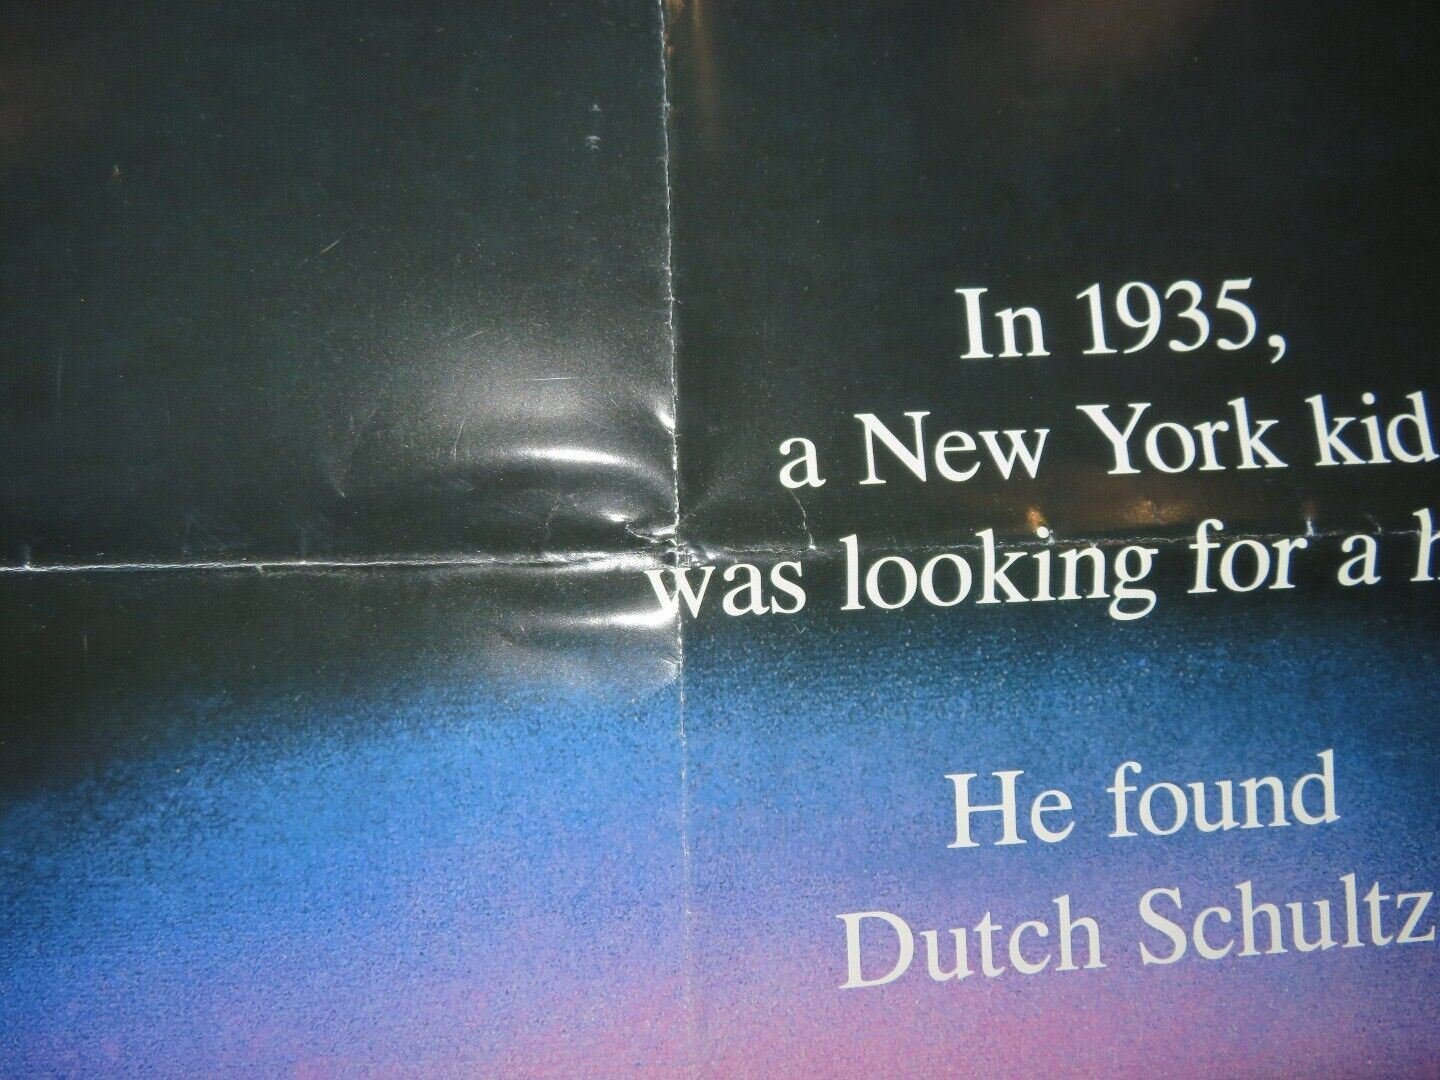 In 1935,
a New York kid
was looking for a
He found
Dutch Schultz